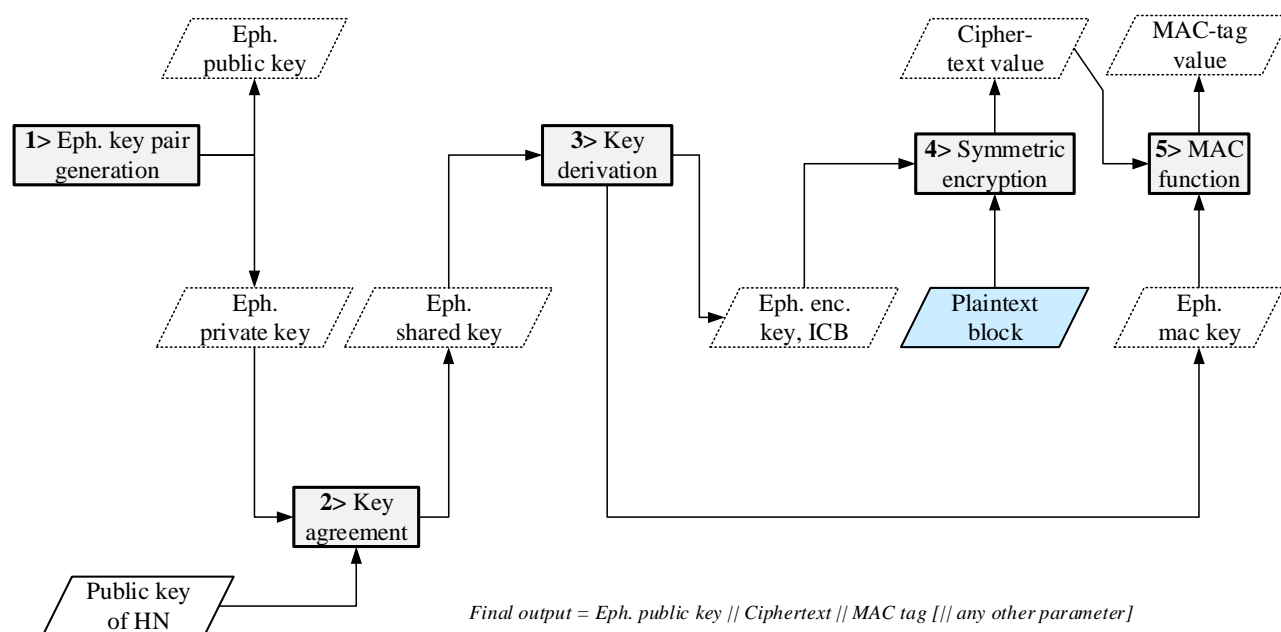 Eph.
public key
Cipher-
text value
MAC-tag
value
1> Eph. key pair
generation
3> Key
derivation
4> Symmetric
encryption
5> MAC
function
Eph.
private key
Eph.
shared key
Eph. enc.
key, ICB
Plaintext
block
Eph.
mac key
2> Key
agreement
Public key
of HN
Final output = Eph. public key || Ciphertext || MAC tag [|| any other parameter]